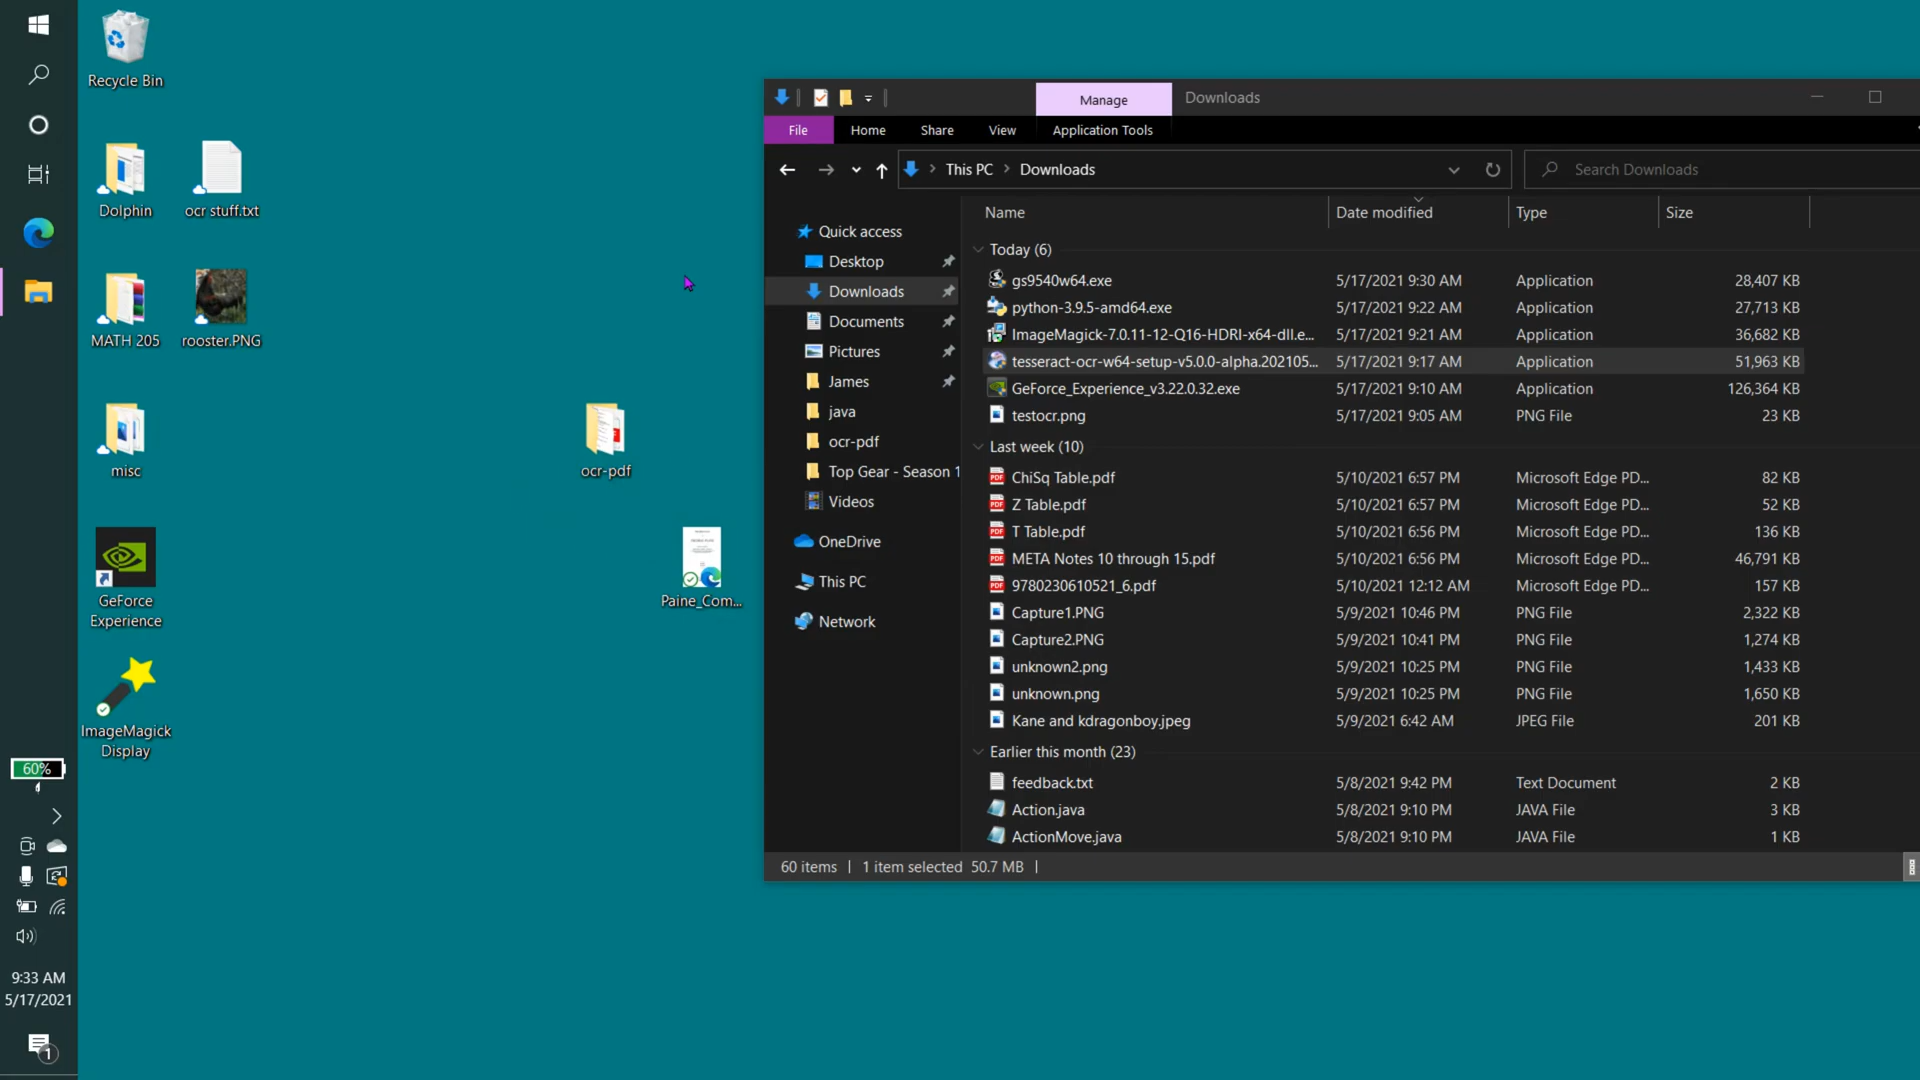 Recycle Bin
Dolphin
ocr stuff.txt
MATH 205
rooster.PNG
misc
ocr-pdf
GeForce
Experience
Paine_Com...
ImageMagick
Display
60%
9:33 AM
5/17/2021
1
Manage
Downloads
File
Home
Share
View
Application Tools
This PC
Downloads
Search Downloads
Quick access
Desktop
Downloads
Documents
Pictures
James
java
ocr-pdf
Top Gear - Season 1
Videos
OneDrive
This PC
Network
Name Date modified Type Size
Today (6)
gs9540w64.exe 5/17/2021 9:30 AM Application 28,407 KB
python-3.9.5-amd64.exe 5/17/2021 9:22 AM Application 27,713 KB
ImageMagick-7.0.11-12-Q16-HDRI-x64-dll.e... 5/17/2021 9:21 AM Application 36,682 KB
tesseract-ocr-w64-setup-v5.0.0-alpha.202105... 5/17/2021 9:17 AM Application 51,963 KB
GeForce_Experience_v3.22.0.32.exe 5/17/2021 9:10 AM Application 126,364 KB
testocr.png 5/17/2021 9:05 AM PNG File 23 KB
Last week (10)
ChiSq Table.pdf 5/10/2021 6:57 PM Microsoft Edge PD... 82 KB
Z Table.pdf 5/10/2021 6:57 PM Microsoft Edge PD... 52 KB
T Table.pdf 5/10/2021 6:56 PM Microsoft Edge PD... 136 KB
META Notes 10 through 15.pdf 5/10/2021 6:56 PM Microsoft Edge PD... 46,791 KB
9780230610521_6.pdf 5/10/2021 12:12 AM Microsoft Edge PD... 157 KB
Capture1.PNG 5/9/2021 10:46 PM PNG File 2,322 KB
Capture2.PNG 5/9/2021 10:41 PM PNG File 1,274 KB
unknown2.png 5/9/2021 10:25 PM PNG File 1,433 KB
unknown.png 5/9/2021 10:25 PM PNG File 1,650 KB
Kane and kdragonboy.jpeg 5/9/2021 6:42 AM JPEG File 201 KB
Earlier this month (23)
feedback.txt 5/8/2021 9:42 PM Text Document 2 KB
Action.java 5/8/2021 9:10 PM JAVA File 3 KB
ActionMove.java 5/8/2021 9:10 PM JAVA File 1 KB
60 items 1 item selected 50.7 MB